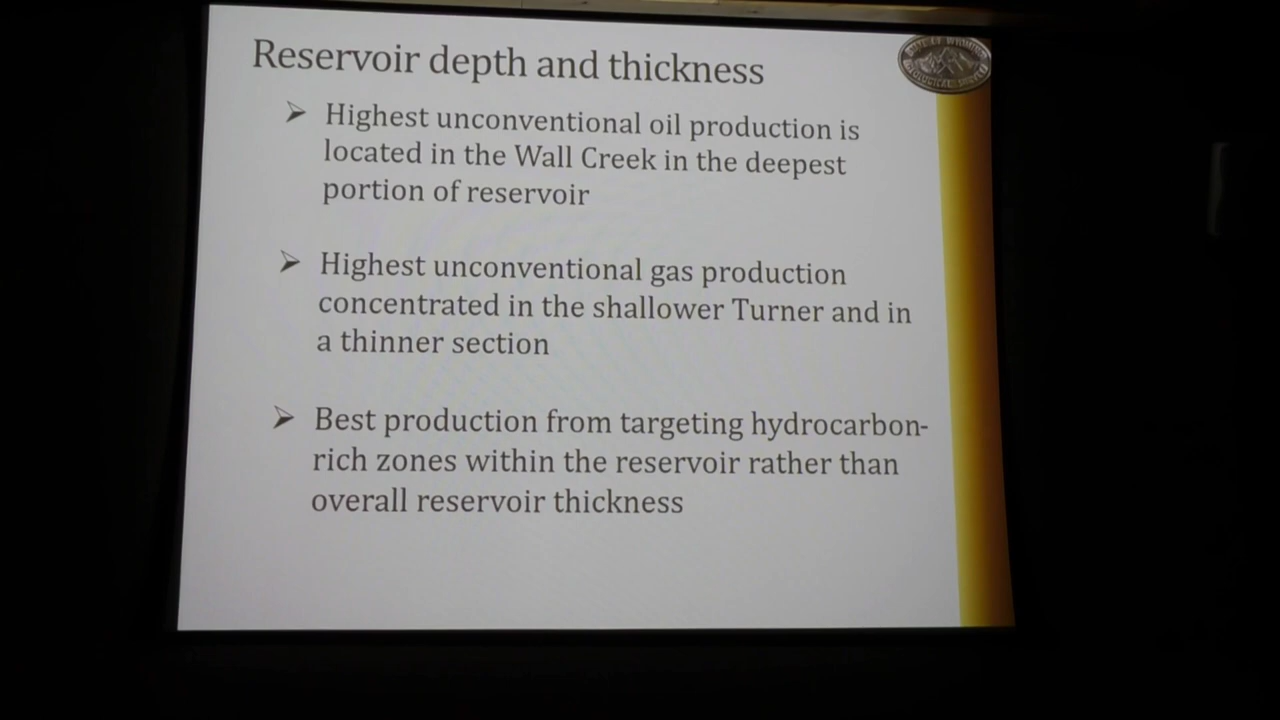 Reservoir depth and thickness
➢ Highest unconventional oil production is
located in the Wall Creek in the deepest
portion of reservoir
➢ Highest unconventional gas production
concentrated in the shallower Turner and in
a thinner section
➢ Best production from targeting hydrocarbon-
rich zones within the reservoir rather than
overall reservoir thickness